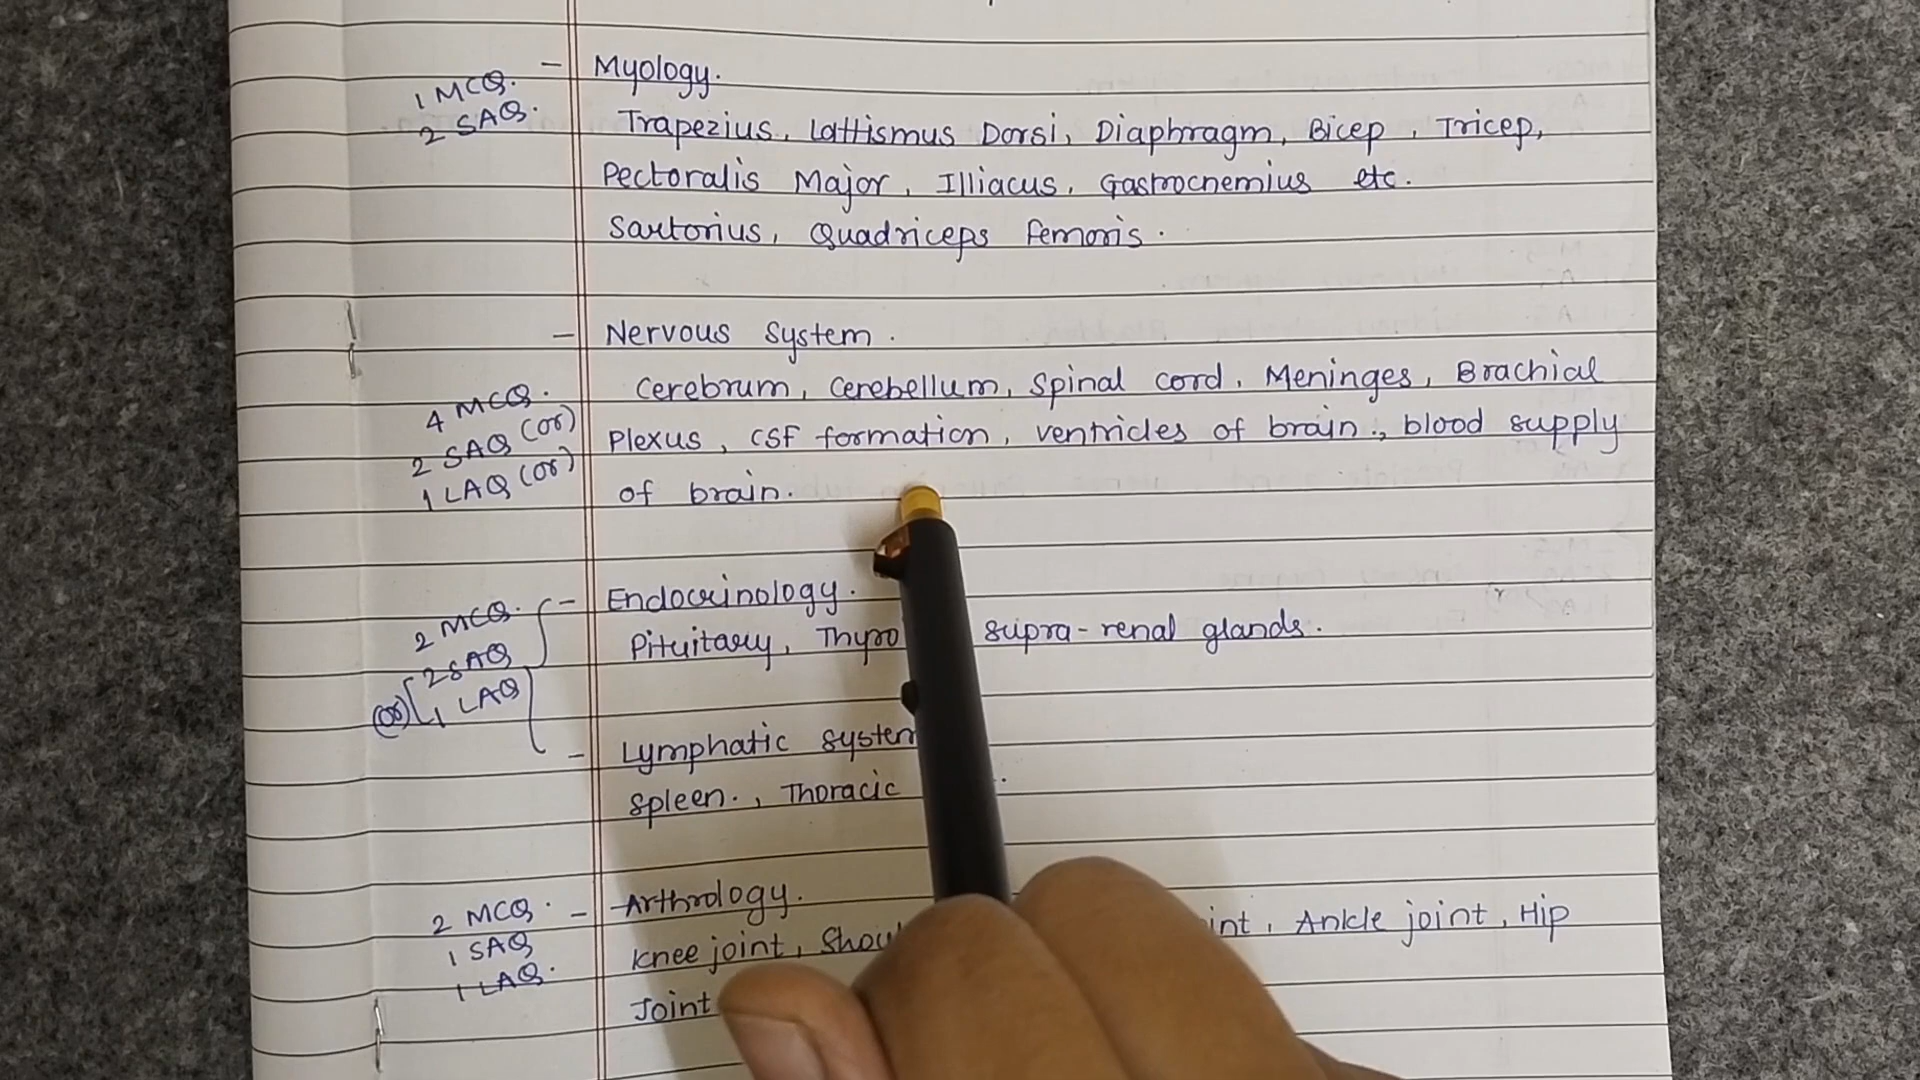 - Myology.
1 MCQ.
2 SAQ.
Trapezius, Lattismus Dorsi, Diaphragm, Bicep, Tricep,
Pectoralis Major, Illiacus, Gastrocnemius etc.
Sartorius, Quadriceps femoris.
- Nervous System.
4 MCQ.
2 SAQ (or)
1 LAQ (or)
Cerebrum, Cerebellum, Spinal cord, Meninges, Brachial
Plexus, CSF formation, ventricles of brain., blood supply
of brain.
2 MCQ.
2 SAQ
(or) 1 LAQ
- Endocrinology.
Pituitary, Thyro supra-renal glands.
- Lymphatic system
Spleen., Thoracic
2 MCQ.
1 SAQ
1 LAQ.
- Arthrology.
Knee joint, Ankle joint, Hip
Joint